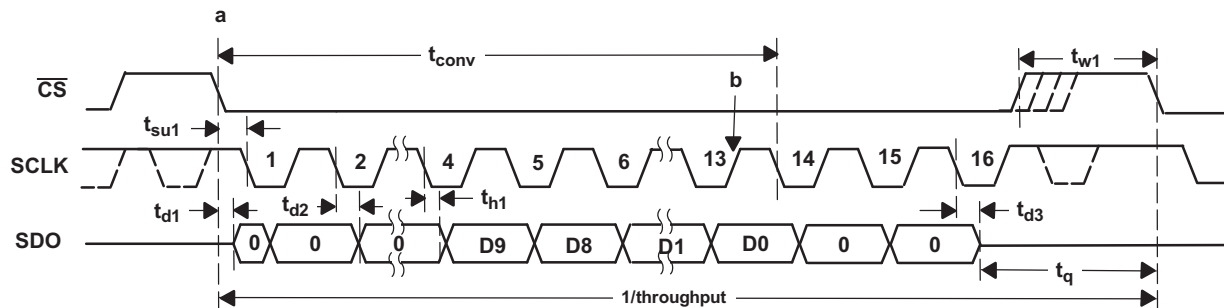 a
t_conv
t_w1
CS
b
t_su1
SCLK
1 2 4 5 6 13 14 15 16
t_d1 t_d2 t_h1 t_d3
SDO
0 0 0 D9 D8 D1 D0 0 0
t_q
1/throughput